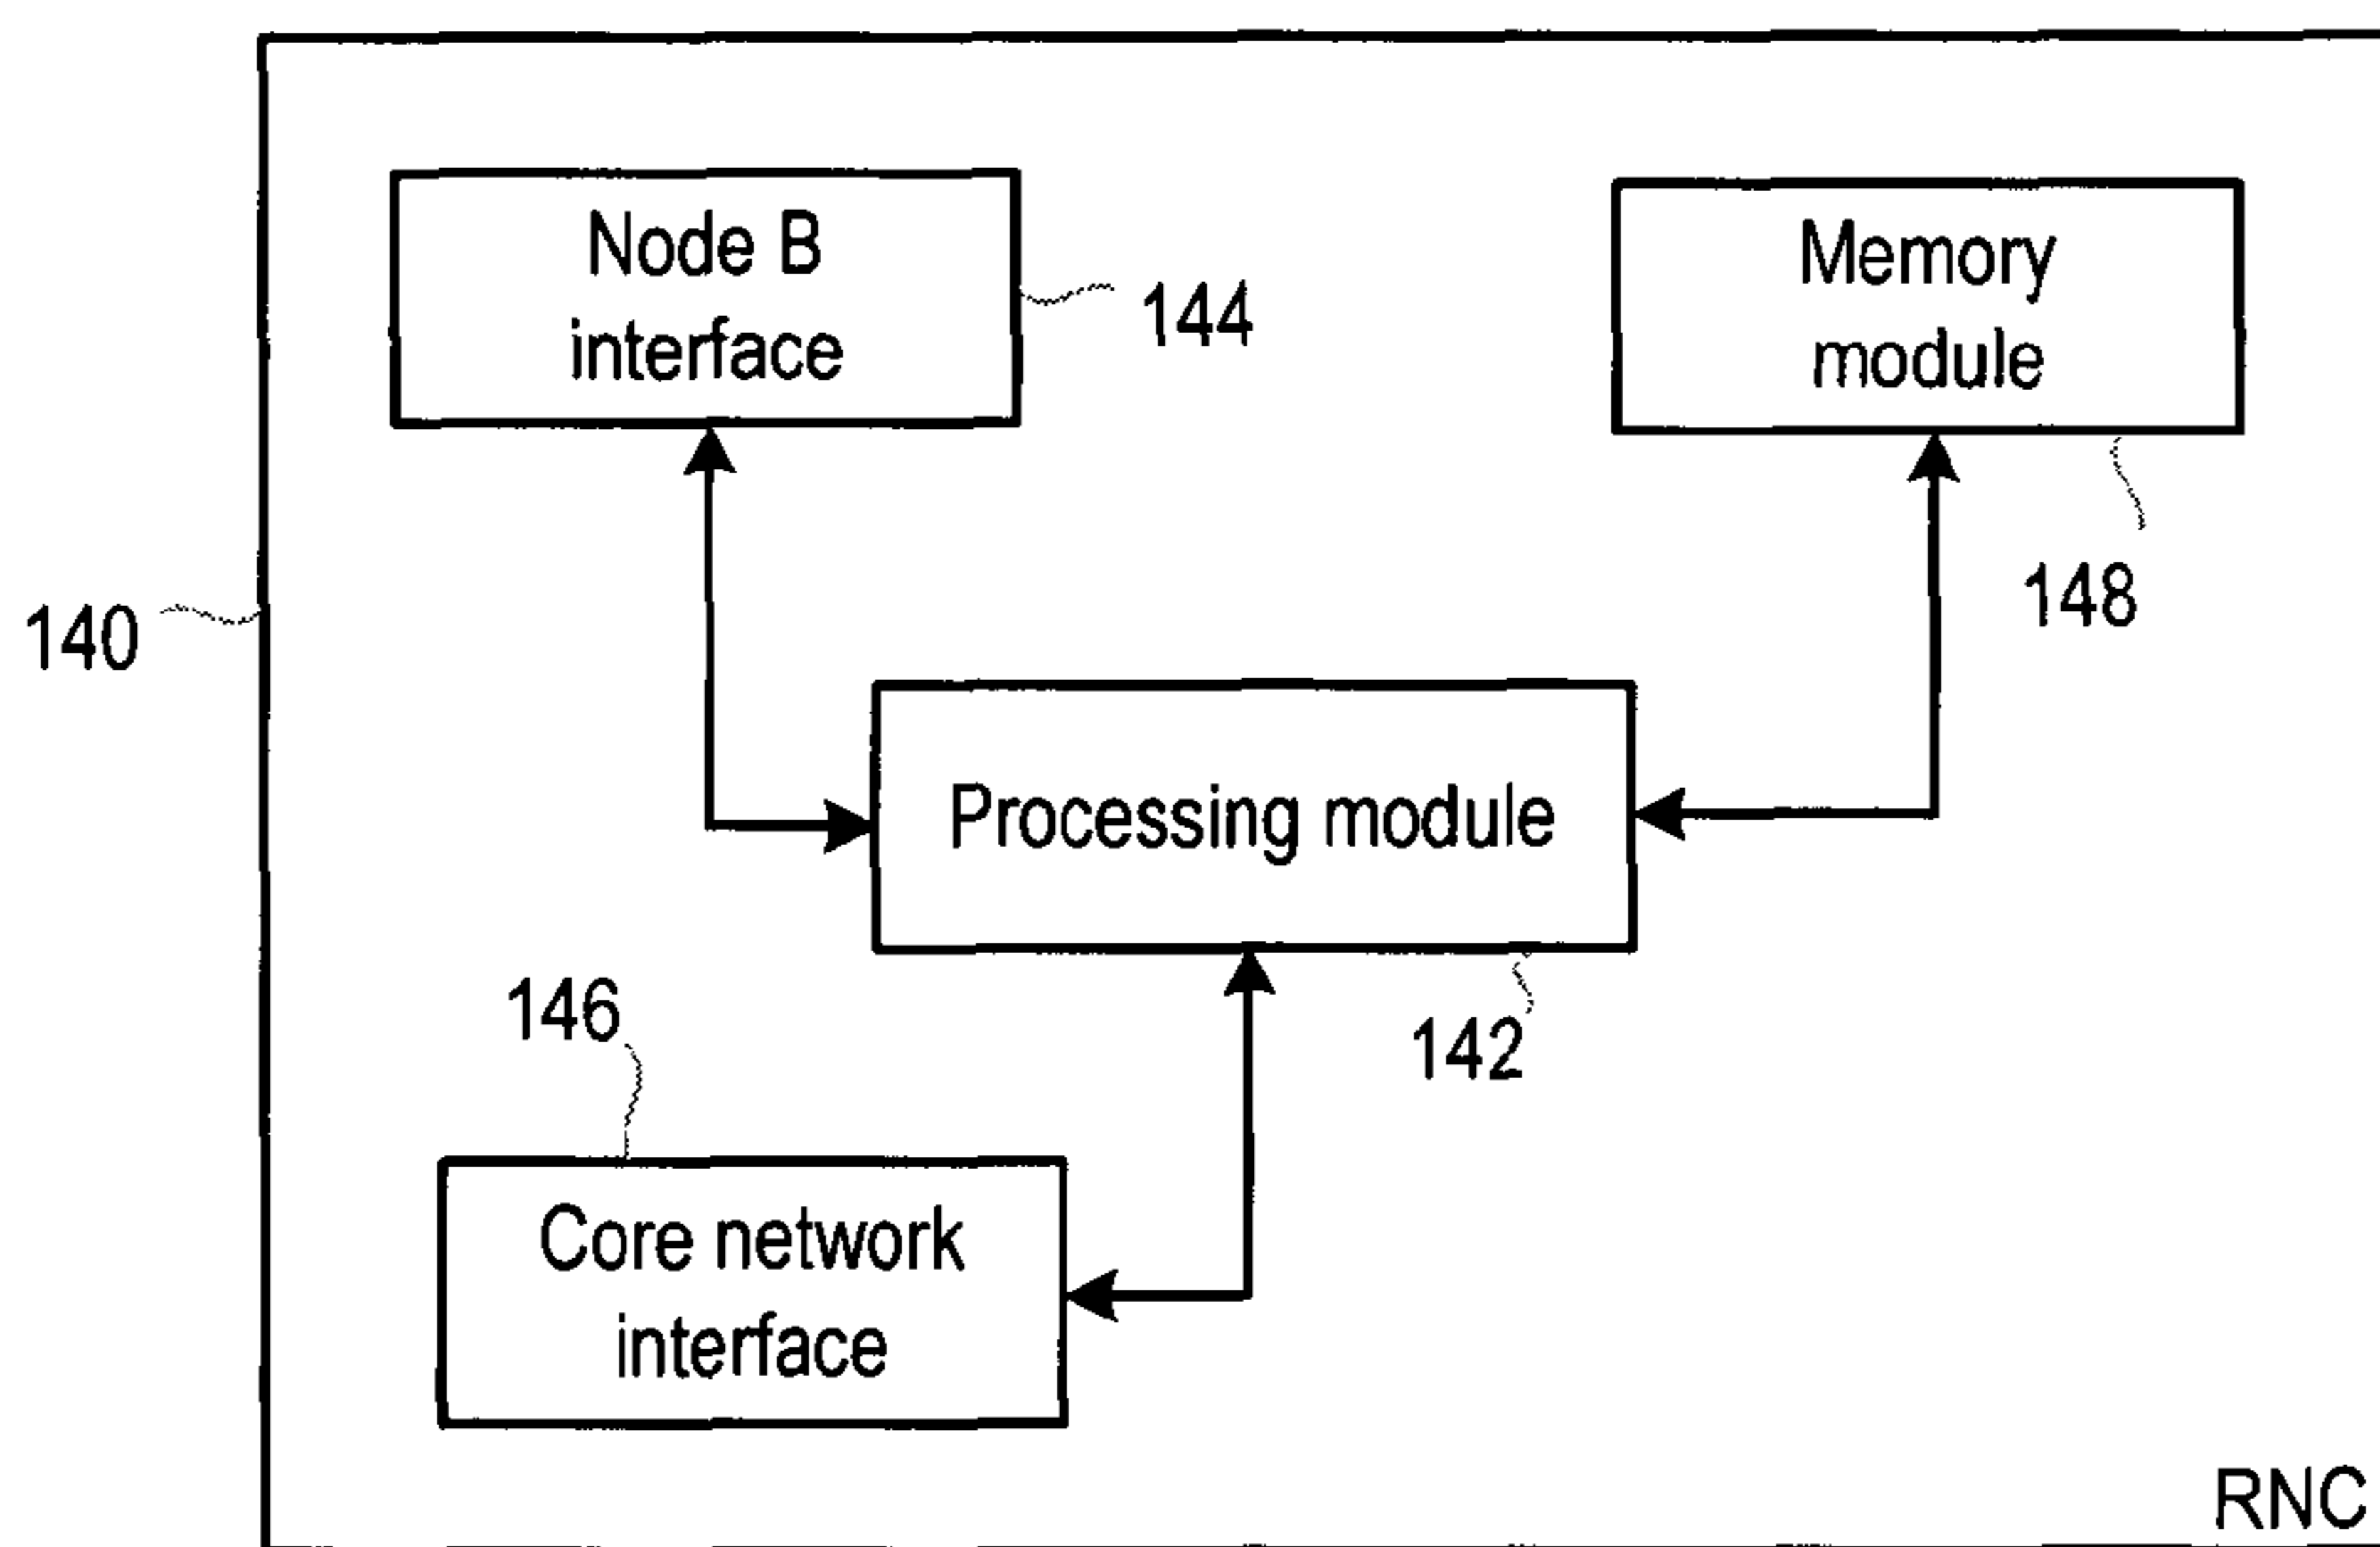 Node B
interface
144
Memory
module
148
140
Processing module
142
146
Core network
interface
RNC